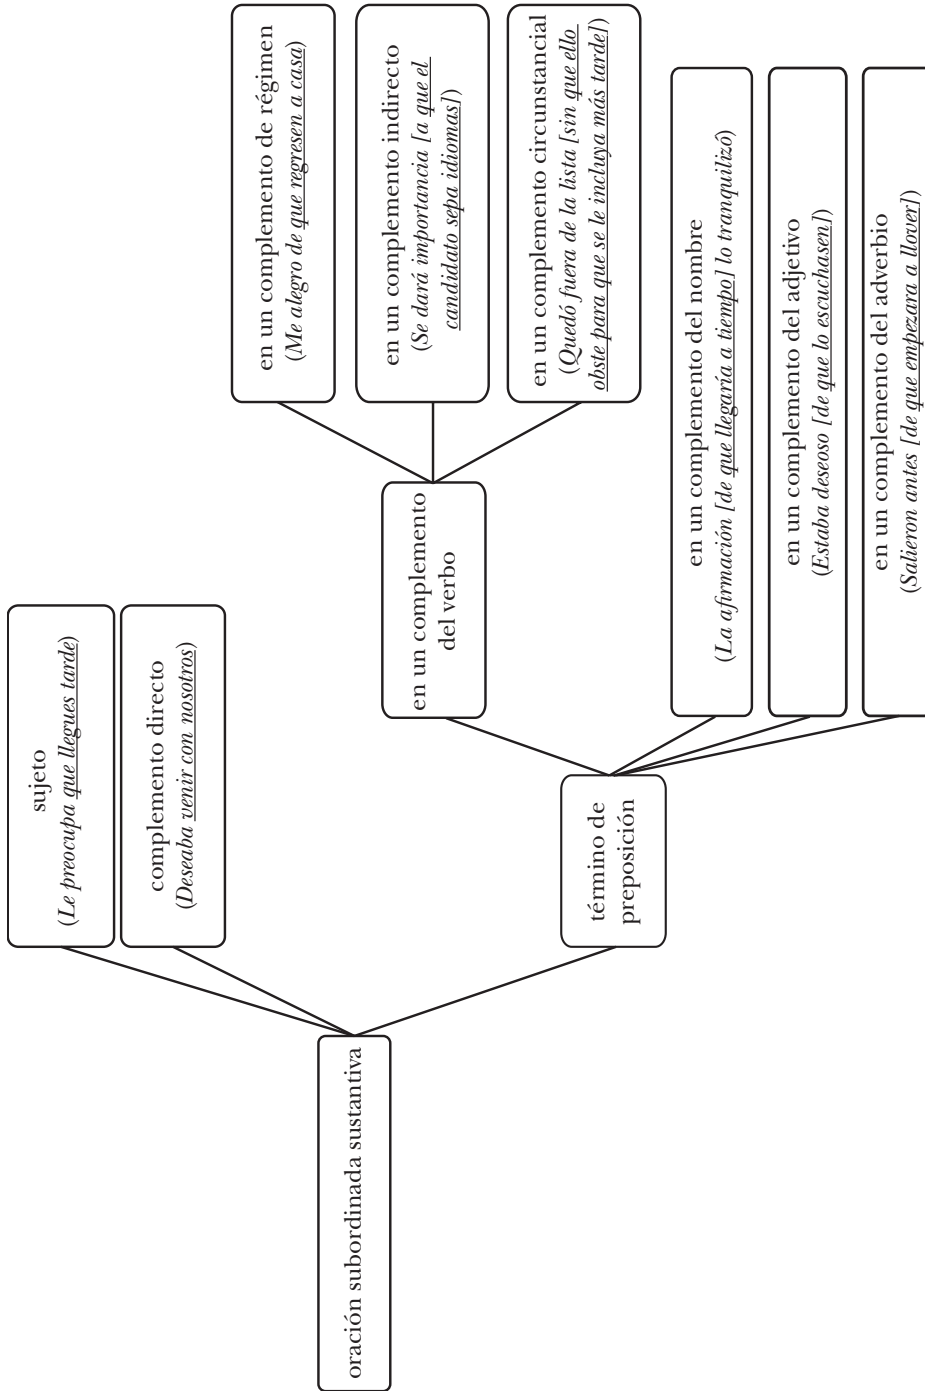 oración subordinada sustantiva
sujeto
(Le preocupa que llegues tarde)
complemento directo
(Deseaba venir con nosotros)
término de
preposición
en un complemento
del verbo
en un complemento de régimen
(Me alegro de que regresen a casa)
en un complemento indirecto
(Se dará importancia [a que el
candidato sepa idiomas])
en un complemento circunstancial
(Quedó fuera de la lista [sin que ello
obste para que se le incluya más tarde])
en un complemento del nombre
(La afirmación [de que llegaría a tiempo] lo tranquilizó)
en un complemento del adjetivo
(Estaba deseoso [de que lo escuchasen])
en un complemento del adverbio
(Salieron antes [de que empezara a llover])